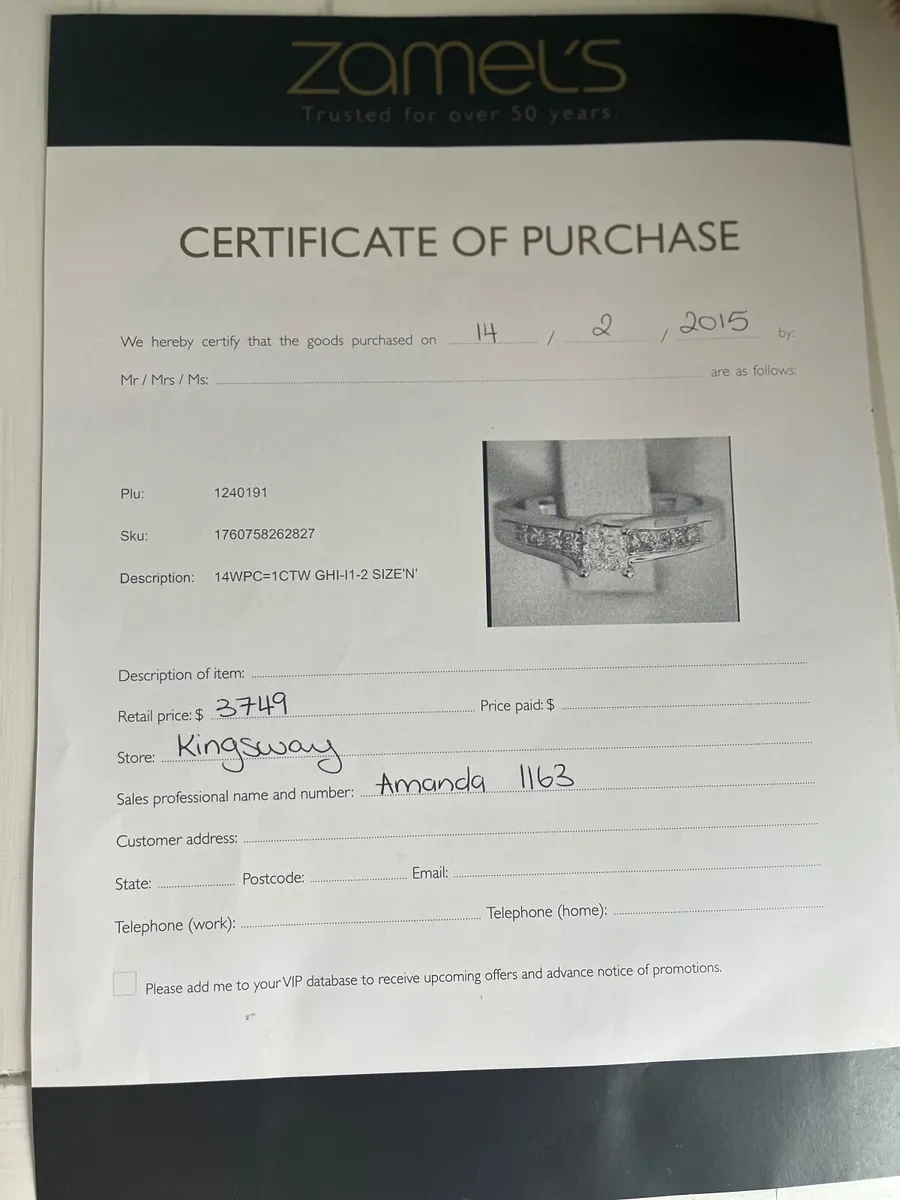 zamel's
Trusted for over 50 years.
CERTIFICATE OF PURCHASE
We hereby certify that the goods purchased on 14 / 2 / 2015 by:
Mr / Mrs / Ms: are as follows:
Plu: 1240191
Sku: 1760758262827
Description: 14WPC=1CTW GHI-I1-2 SIZE'N'
Description of item:
Retail price: $ 3749 Price paid: $
Store: Kingsway
Sales professional name and number: Amanda 1163
Customer address:
State: Postcode: Email:
Telephone (work): Telephone (home):
Please add me to your VIP database to receive upcoming offers and advance notice of promotions.